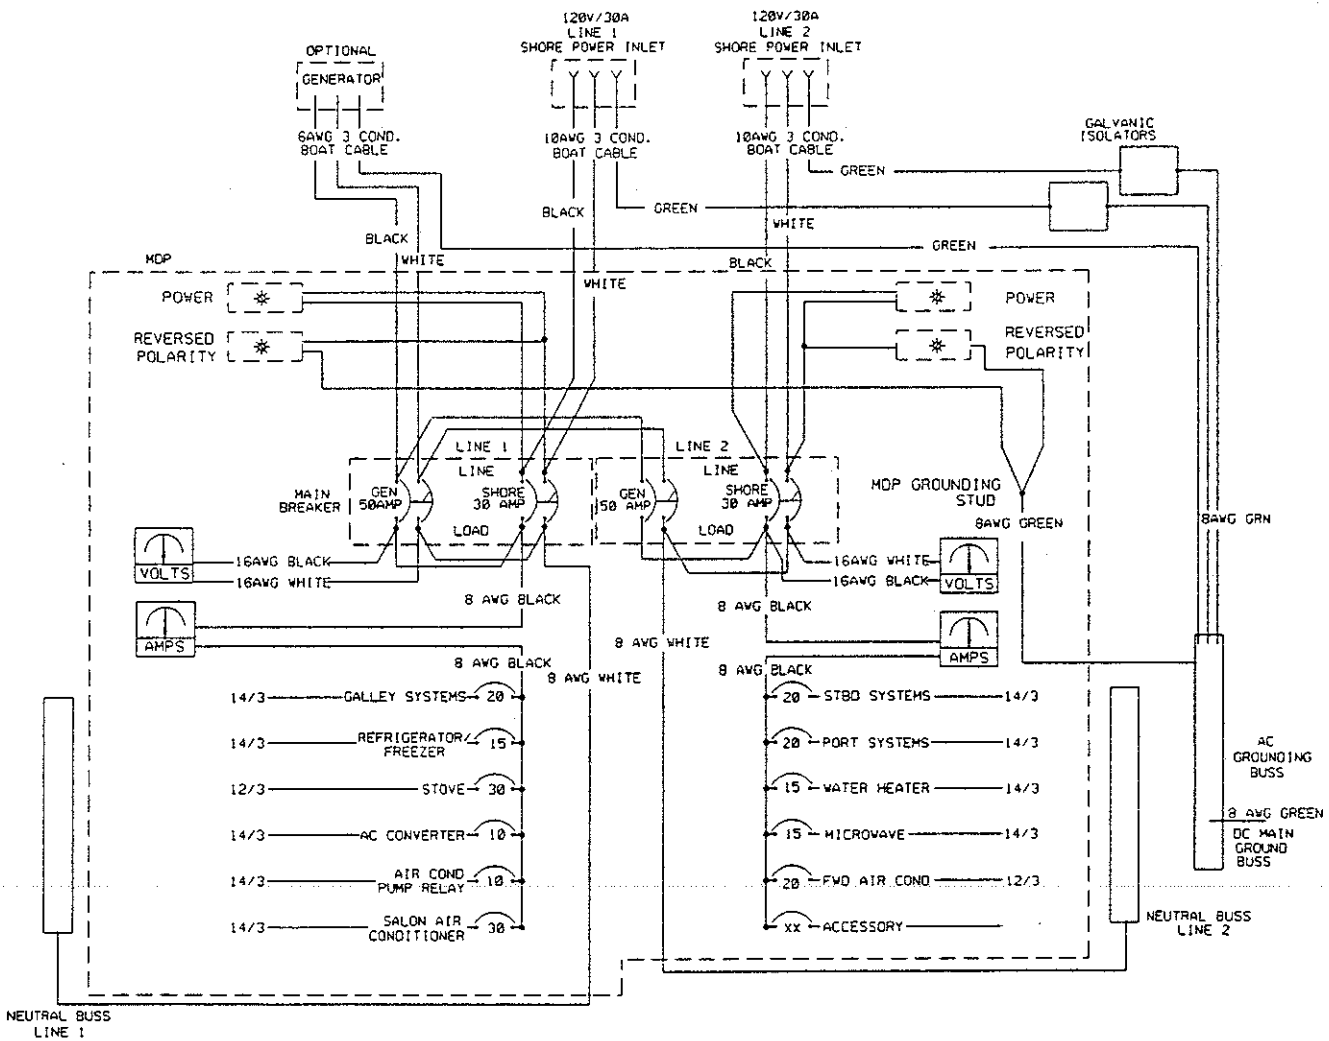 120V/30A
LINE 1
SHORE POWER INLET
120V/30A
LINE 2
SHORE POWER INLET
OPTIONAL
GENERATOR
6AWG 3 COND.
BOAT CABLE
10AWG 3 COND.
BOAT CABLE
10AWG 3 COND.
BOAT CABLE
GALVANIC
ISOLATORS
GREEN
GREEN
BLACK
WHITE
BLACK
WHITE
GREEN
MDP
BLACK
WHITE
POWER
POWER
REVERSED
POLARITY
REVERSED
POLARITY
LINE 1
LINE 2
LINE
LINE
MAIN
BREAKER
GEN
50AMP
SHORE
30 AMP
GEN
50 AMP
SHORE
30 AMP
LOAD
LOAD
MDP GROUNDING
STUD
8AWG GREEN
8AWG GRN
VOLTS
16AWG BLACK
16AWG WHITE
16AWG WHITE
16AWG BLACK
VOLTS
AMPS
8 AWG BLACK
8 AWG BLACK
8 AWG WHITE
AMPS
8 AWG BLACK
8 AWG WHITE
8 AWG BLACK
14/3 GALLEY SYSTEMS 20
14/3 REFRIGERATOR/
FREEZER 15
12/3 STOVE 30
14/3 AC CONVERTER 10
14/3 AIR COND
PUMP RELAY 10
14/3 SALON AIR
CONDITIONER 30
20 STBD SYSTEMS 14/3
20 PORT SYSTEMS 14/3
15 WATER HEATER 14/3
15 MICROWAVE 14/3
20 FWD AIR COND 12/3
XX ACCESSORY
AC
GROUNDING
BUSS
8 AWG GREEN
DC MAIN
GROUND
BUSS
NEUTRAL BUSS
LINE 2
NEUTRAL BUSS
LINE 1